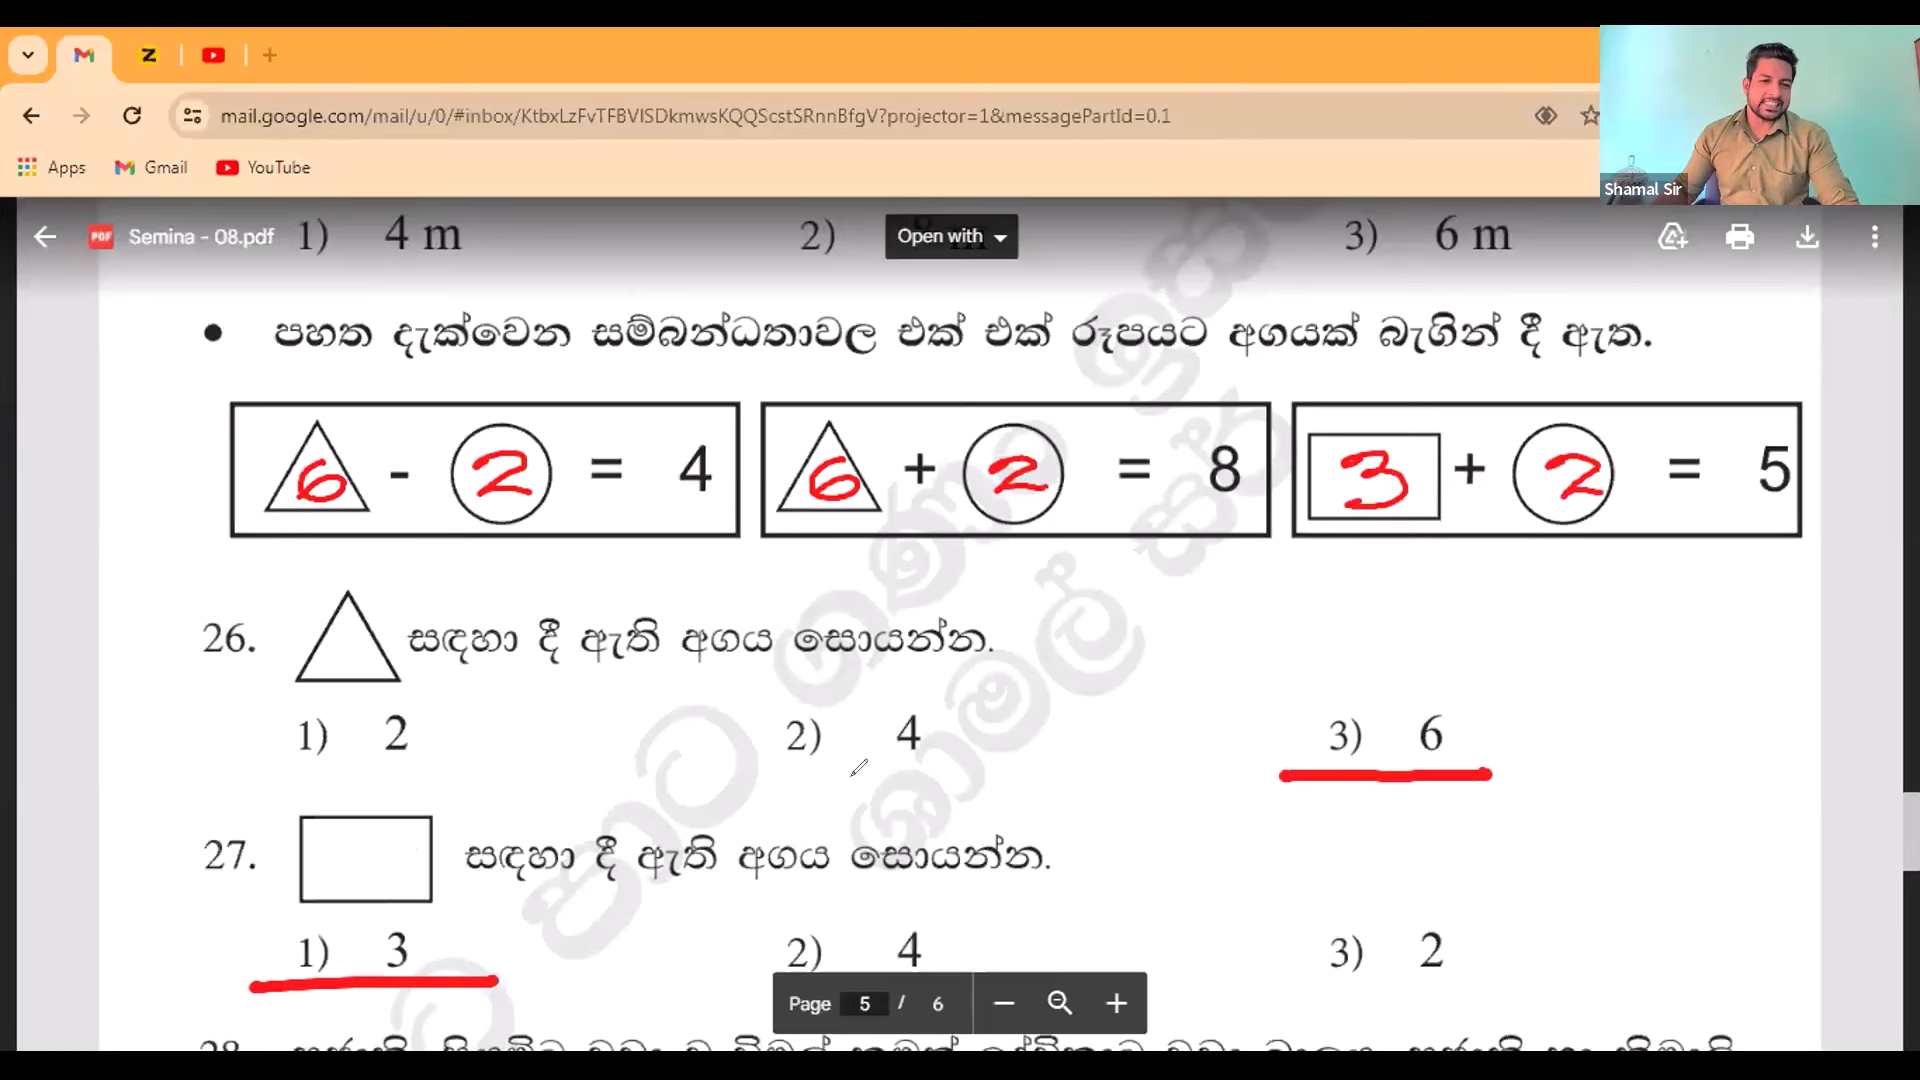 mail.google.com/mail/u/0/#inbox/KtbxLzFvTFBVlSDkmwsKQQScstSRnnBfgV?projector=1&messagePartId=0.1
Apps Gmail YouTube
Shamal Sir
PDF Semina - 08.pdf 1) 4 m 2) Open with 3) 6 m
• පහත දැක්වෙන සම්බන්ධතාවල එක් එක් රූපයට අගයක් බැගින් දී ඇත.
6 - 2 = 4 6 + 2 = 8 3 + 2 = 5
26. සඳහා දී ඇති අගය සොයන්න.
1) 2 2) 4 3) 6
27. සඳහා දී ඇති අගය සොයන්න.
1) 3 2) 4 3) 2
Page 5 / 6